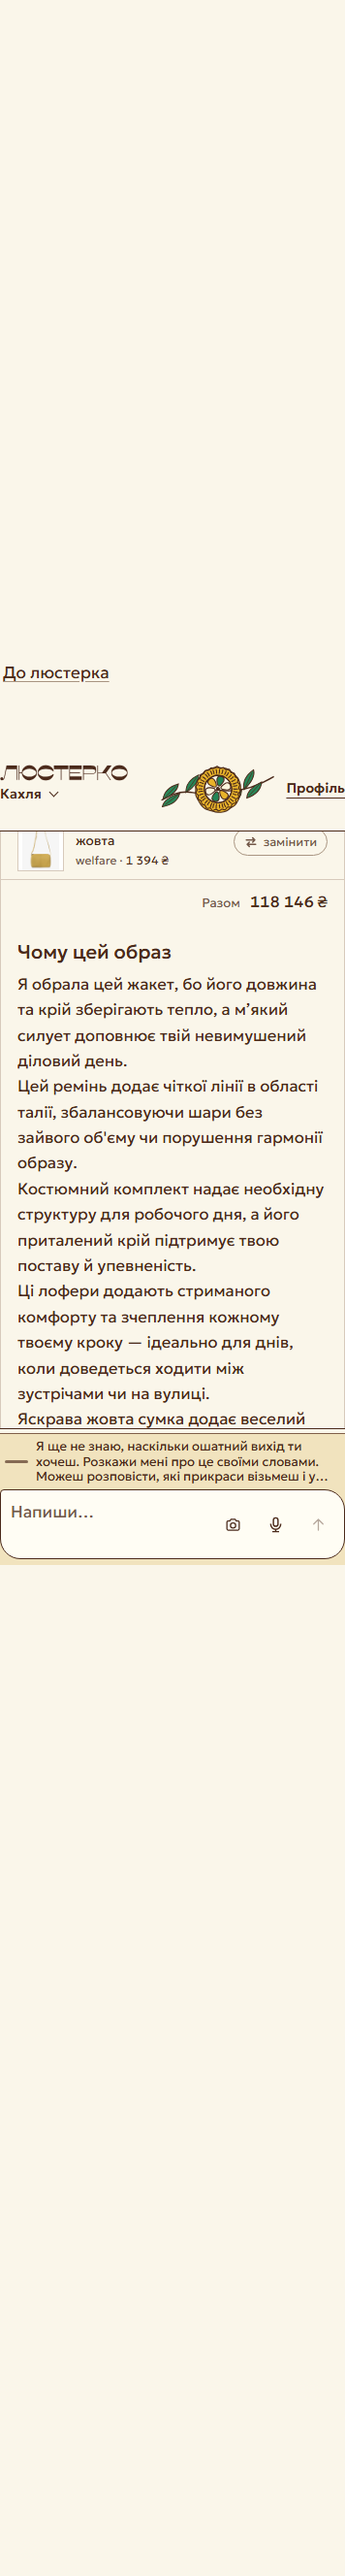 До люстерка
ЛЮСТЕРКО
Кахля
Профіль
жовта
welfare · 1 394 ₴
замінити
Разом 118 146 ₴
Чому цей образ
Я обрала цей жакет, бо його довжина
та крій зберігають тепло, а м’який
силует доповнює твій невимушений
діловий день.
Цей ремінь додає чіткої лінії в області
талії, збалансовуючи шари без
зайвого об'єму чи порушення гармонії
образу.
Костюмний комплект надає необхідну
структуру для робочого дня, а його
приталений крій підтримує твою
поставу й упевненість.
Ці лофери додають стриманого
комфорту та зчеплення кожному
твоєму кроку — ідеально для днів,
коли доведеться ходити між
зустрічами чи на вулиці.
Яскрава жовта сумка додає веселий
Я ще не знаю, наскільки ошатний вихід ти
хочеш. Розкажи мені про це своїми словами.
Можеш розповісти, які прикраси візьмеш і у…
Напиши…